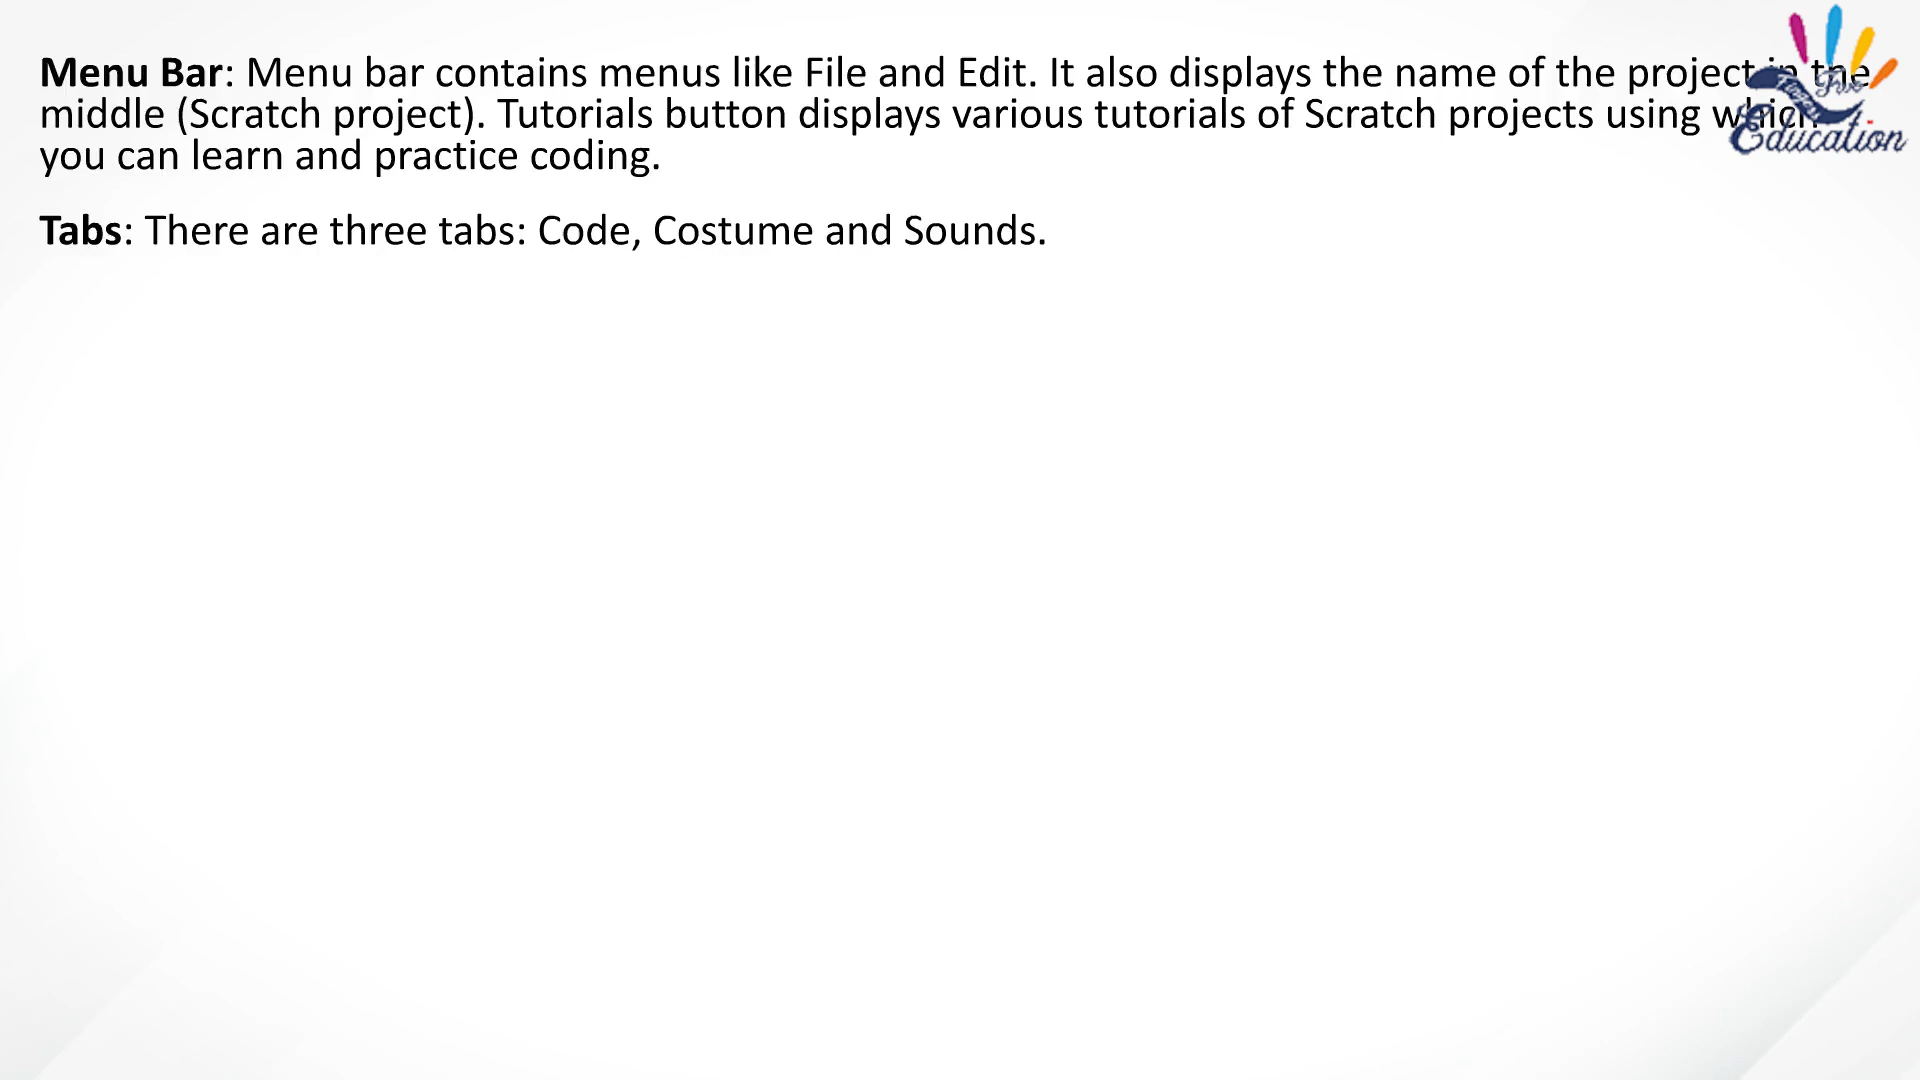 Menu Bar: Menu bar contains menus like File and Edit. It also displays the name of the project in the
middle (Scratch project). Tutorials button displays various tutorials of Scratch projects using which
you can learn and practice coding.
Tabs: There are three tabs: Code, Costume and Sounds.
Five
Education